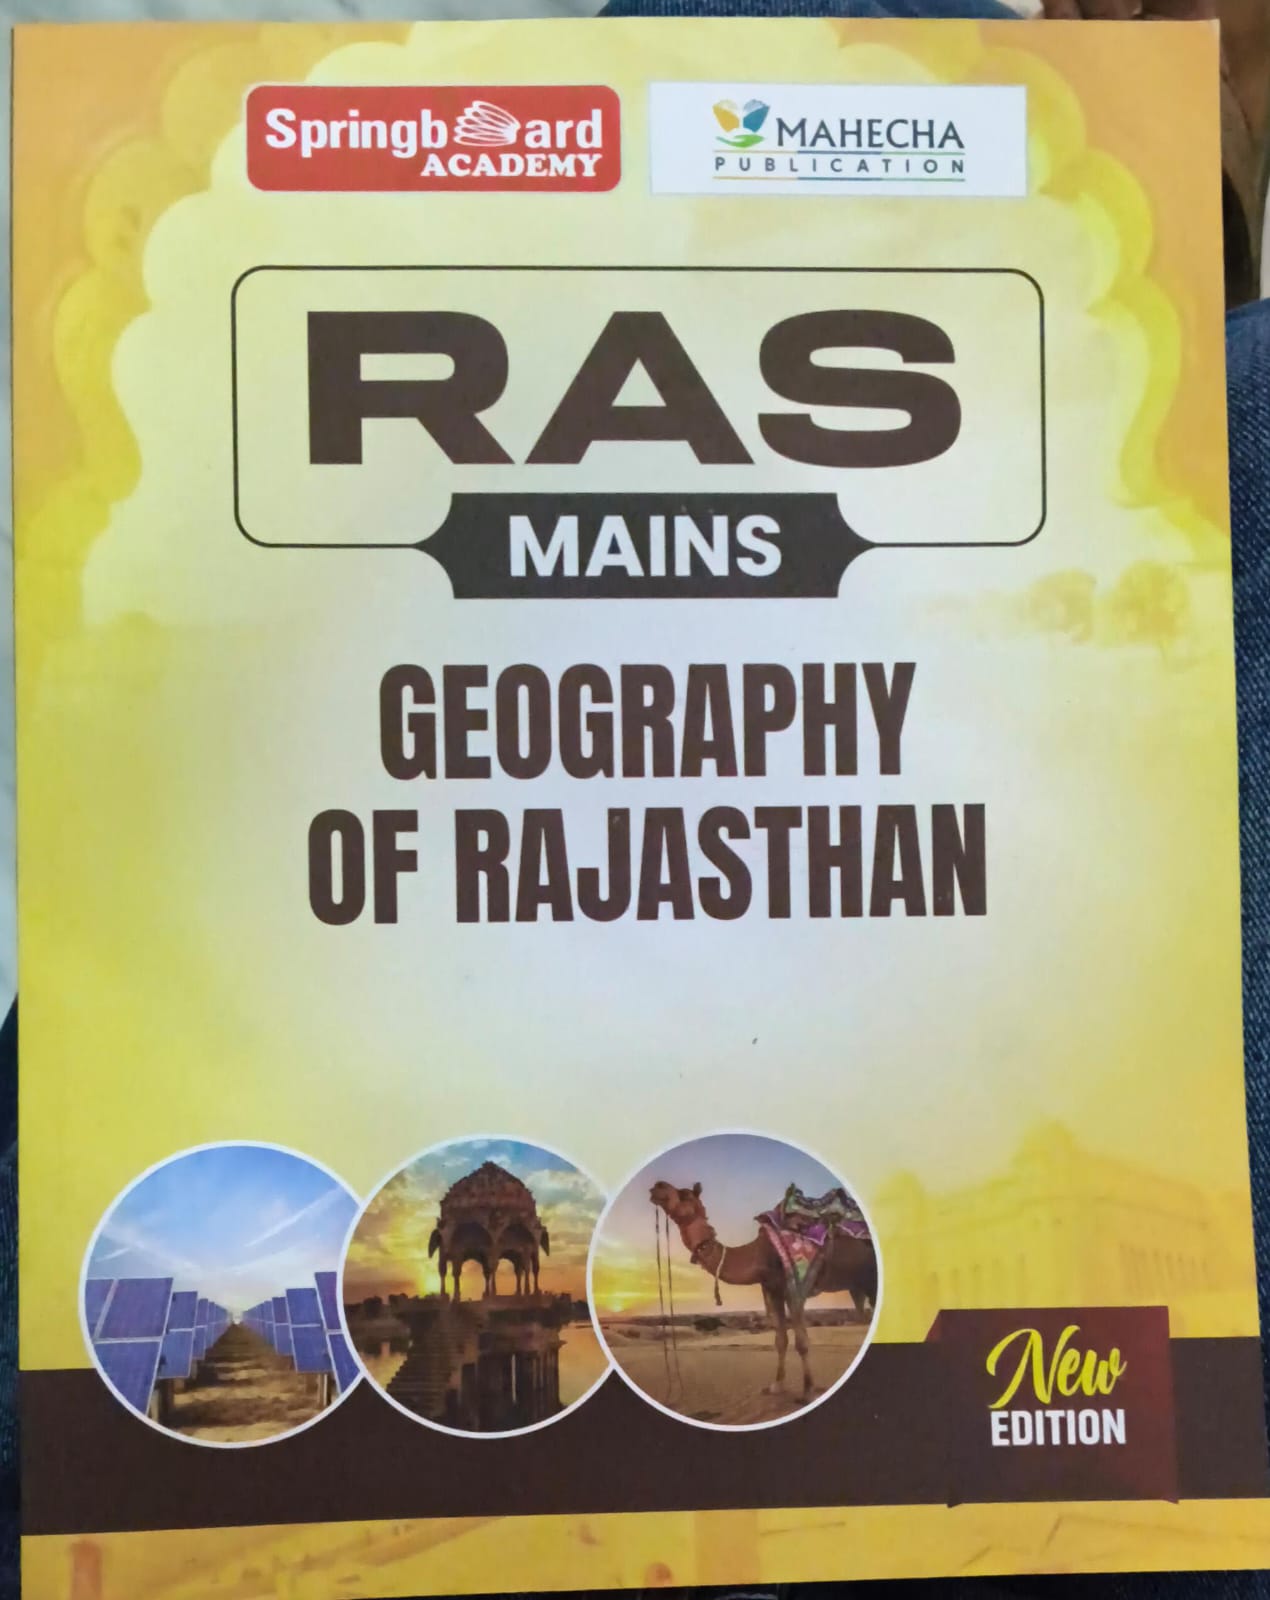 Springboard
ACADEMY
MAHECHA
PUBLICATION
RAS
MAINS
GEOGRAPHY
OF RAJASTHAN
New
EDITION